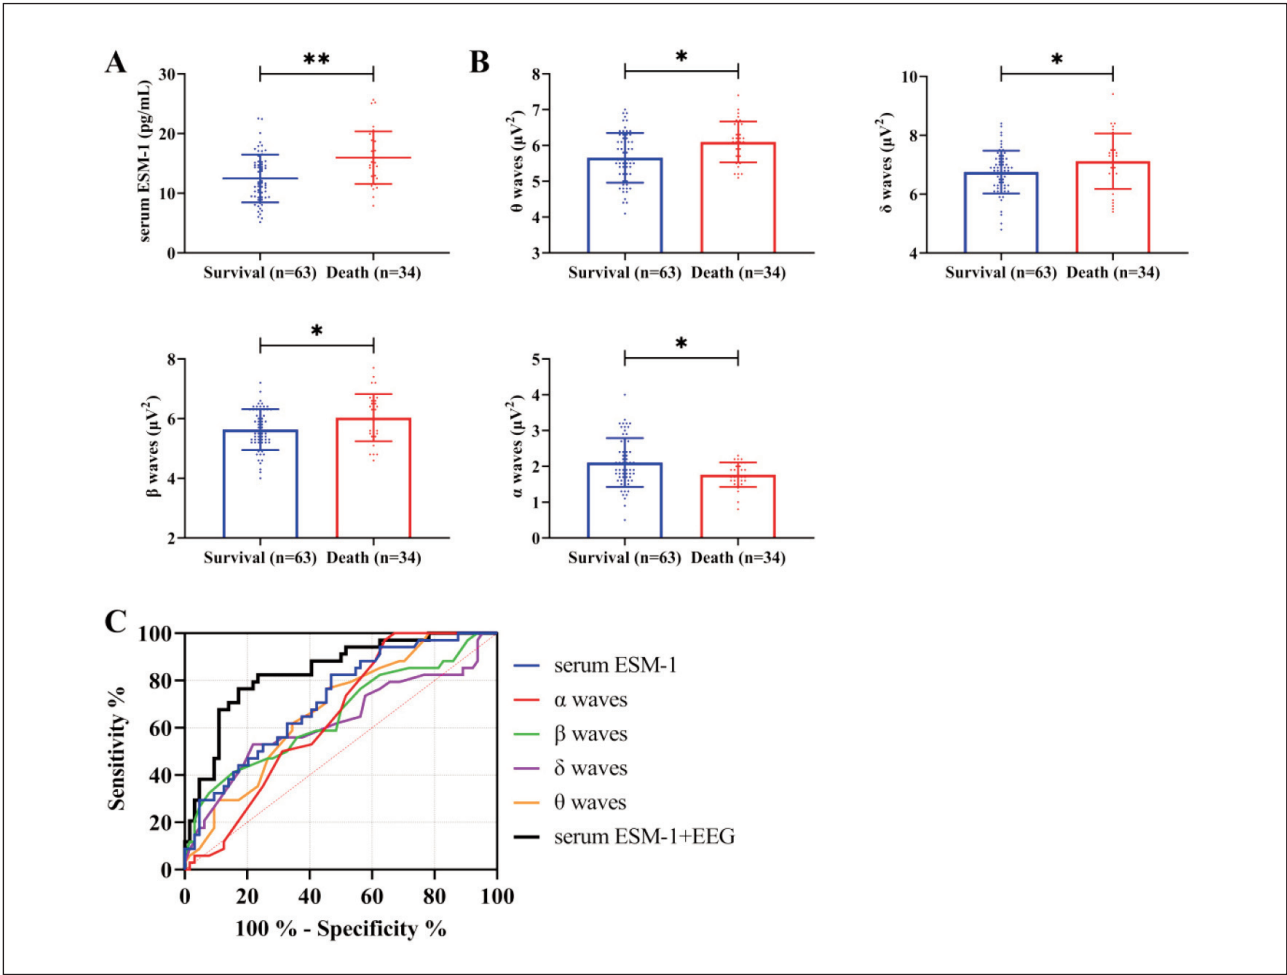 A
**
serum ESM-1 (pg/mL)
30
20
10
0
Survival (n=63) Death (n=34)
B
*
θ waves (μV²)
8
7
6
5
4
3
Survival (n=63) Death (n=34)
*
δ waves (μV²)
10
8
6
4
Survival (n=63) Death (n=34)
*
β waves (μV²)
8
6
4
2
Survival (n=63) Death (n=34)
*
α waves (μV²)
5
4
3
2
1
0
Survival (n=63) Death (n=34)
C
Sensitivity %
100
80
60
40
20
0
0 20 40 60 80 100
100 % - Specificity %
serum ESM-1
α waves
β waves
δ waves
θ waves
serum ESM-1+EEG